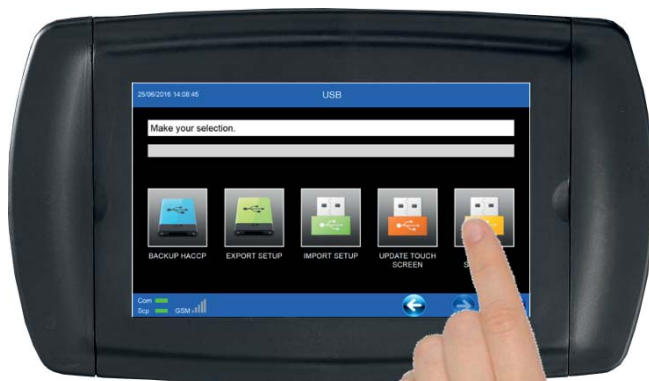 25/06/2016 14:08:45
USB
Make your selection.
BACKUP HACCP
EXPORT SETUP
IMPORT SETUP
UPDATE TOUCH
SCREEN
Com
Scp
GSM